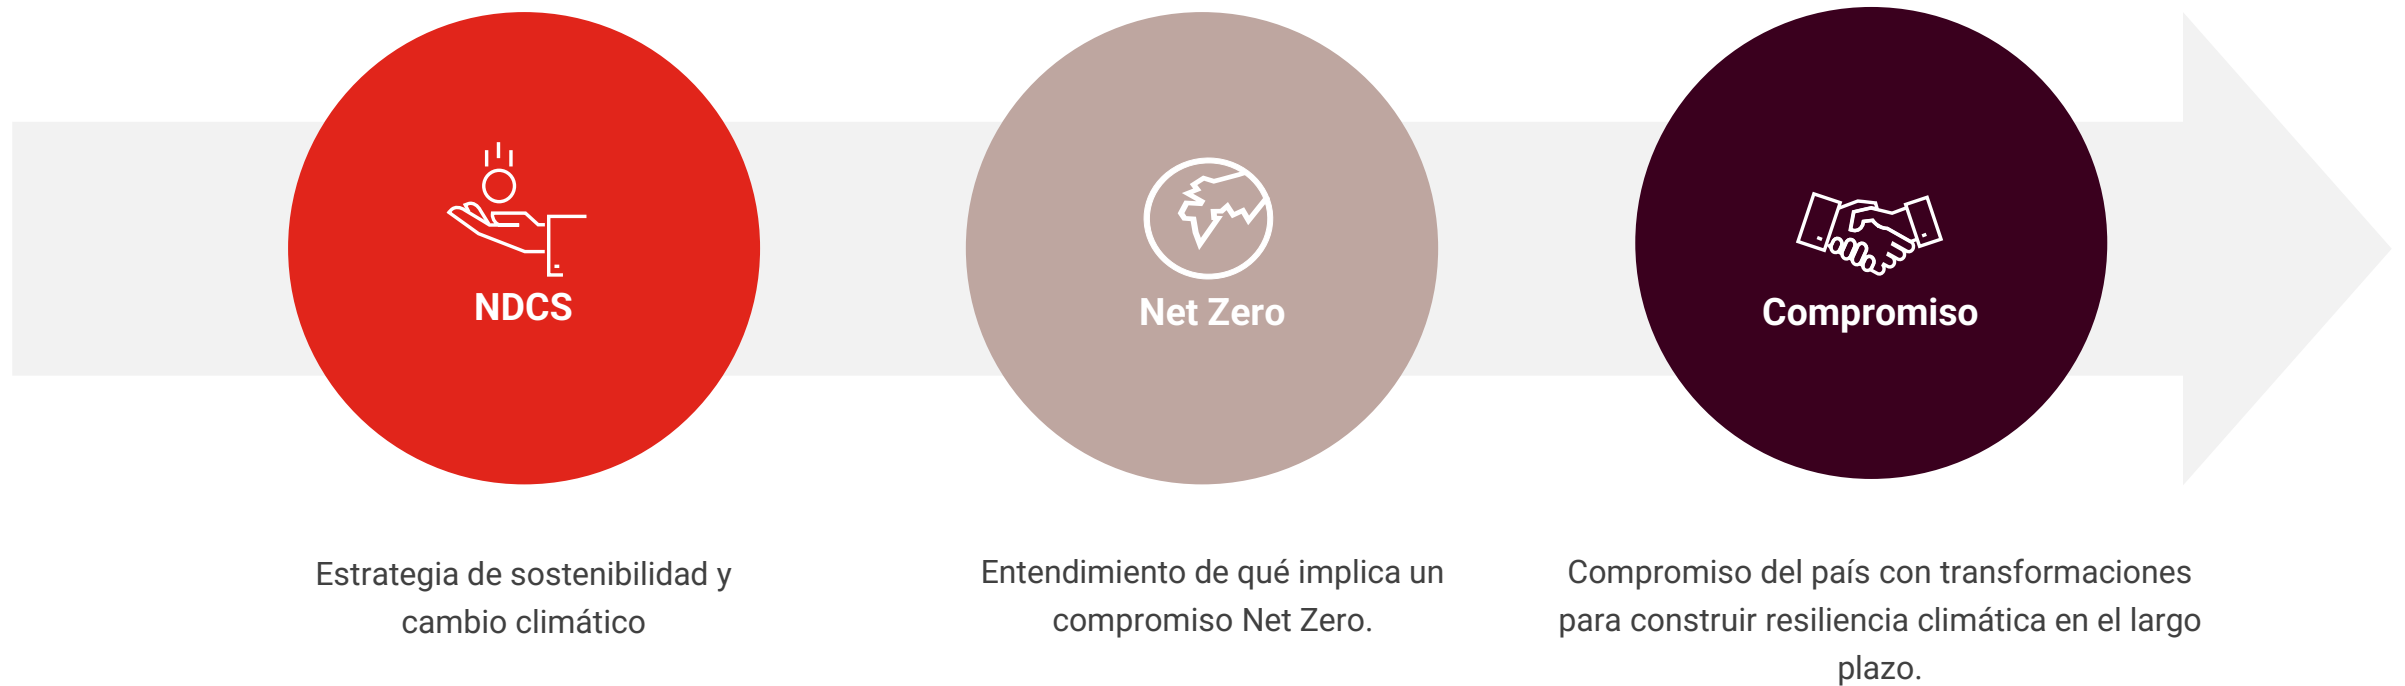 NDCS
Estrategia de sostenibilidad y
cambio climático
Net Zero
Entendimiento de qué implica un
compromiso Net Zero.
Compromiso
Compromiso del país con transformaciones
para construir resiliencia climática en el largo
plazo.